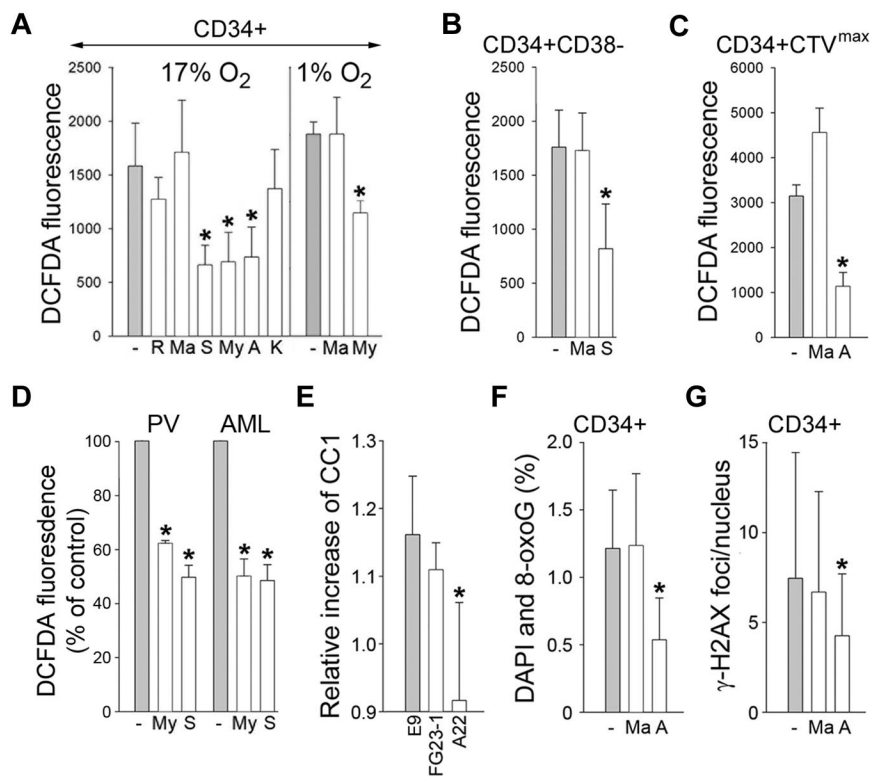 A
CD34+
17% O2 1% O2
DCFDA fluorescence
2500
2000
1500
1000
500
0
* * * *
- R Ma S My A K - Ma My
B
CD34+CD38-
DCFDA fluorescence
2500
2000
1500
1000
500
0
*
- Ma S
C
CD34+CTVmax
DCFDA fluorescence
6000
5000
4000
3000
2000
1000
0
*
- Ma A
D
PV AML
DCFDA fluoresdence
(% of control)
100
80
60
40
20
0
* * * *
- My S - My S
E
Relative increase of CC1
1.3
1.2
1.1
1.0
0.9
*
E9
FG23-1
A22
F
CD34+
DAPI and 8-oxoG (%)
2.0
1.5
1.0
0.5
0
*
- Ma A
G
CD34+
γ-H2AX foci/nucleus
15
10
5
0
*
- Ma A